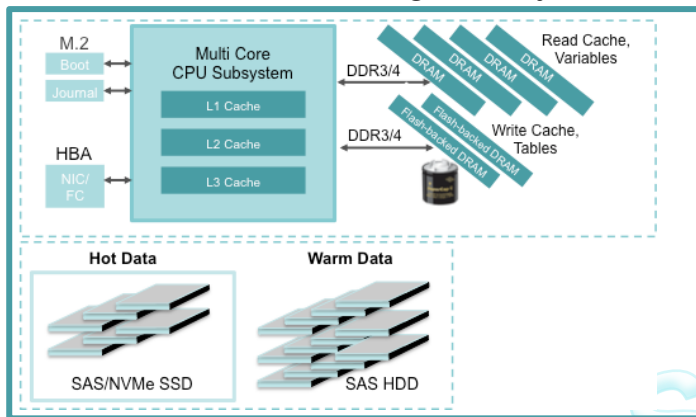 M.2
Boot
Journal
HBA
NIC/
FC
Multi Core
CPU Subsystem
L1 Cache
L2 Cache
L3 Cache
DDR3/4
DDR3/4
DRAM
DRAM
DRAM
DRAM
Read Cache,
Variables
Flash-backed DRAM
Flash-backed DRAM
Write Cache,
Tables
Hot Data
SAS/NVMe SSD
Warm Data
SAS HDD